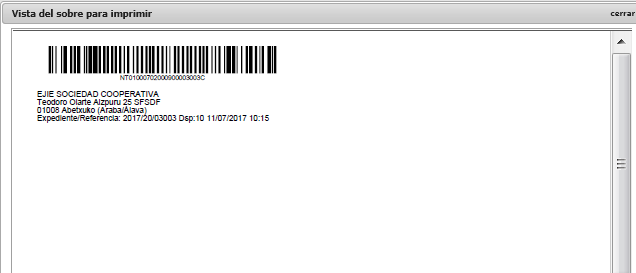 Vista del sobre para imprimir
cerrar
NT01000702000900003003C
EJIE SOCIEDAD COOPERATIVA
Teodoro Olarte Aizpuru 25 SFSDF
01008 Abetxuko (Araba/Álava)
Expediente/Referencia: 2017/20/03003 Dsp:10 11/07/2017 10:15